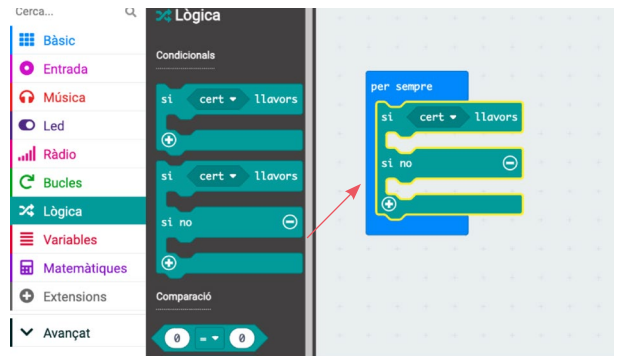 Cerca...
Bàsic
Entrada
Música
Led
Ràdio
Bucles
Lògica
Variables
Matemàtiques
Extensions
Avançat
Lògica
Condicionals
si cert llavors
si cert llavors
si no
Comparació
0 = 0
per sempre
si cert llavors
si no